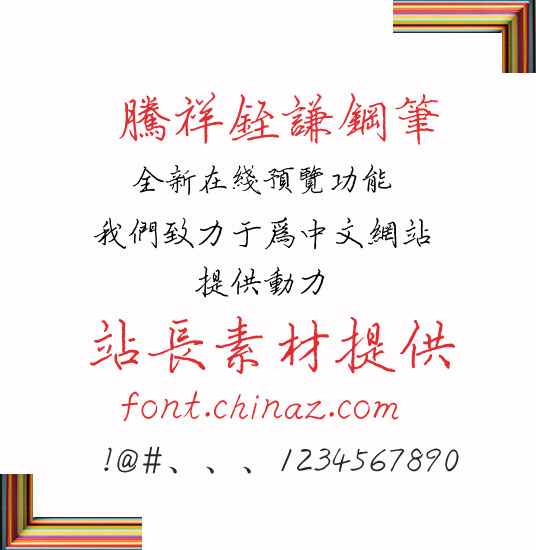 騰祥銍謙鋼筆
全新在綫預覽功能
我們致力于爲中文網站
提供動力
站長素材提供
font.chinaz.com
!@#、、、1234567890